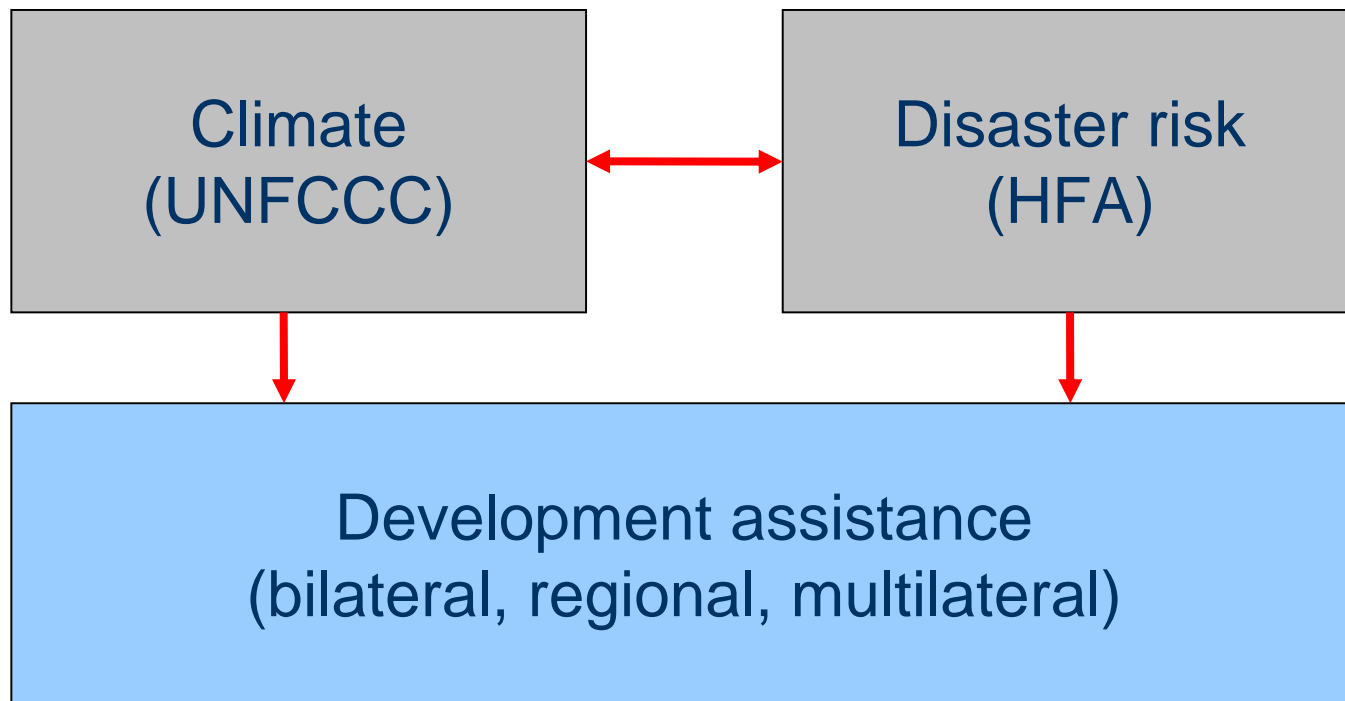 Climate
(UNFCCC)
Disaster risk
(HFA)
Development assistance
(bilateral, regional, multilateral)